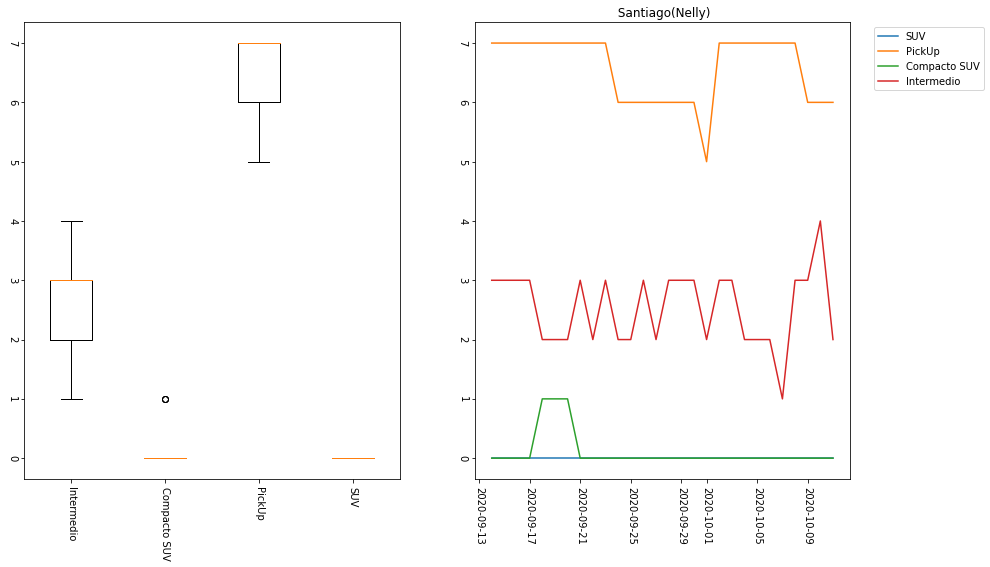 7
6
5
4
3
2
1
0
Intermedio
Compacto SUV
PickUp
SUV
Santiago(Nelly)
7
6
5
4
3
2
1
0
2020-09-13
2020-09-17
2020-09-21
2020-09-25
2020-09-29
2020-10-01
2020-10-05
2020-10-09
SUV
PickUp
Compacto SUV
Intermedio